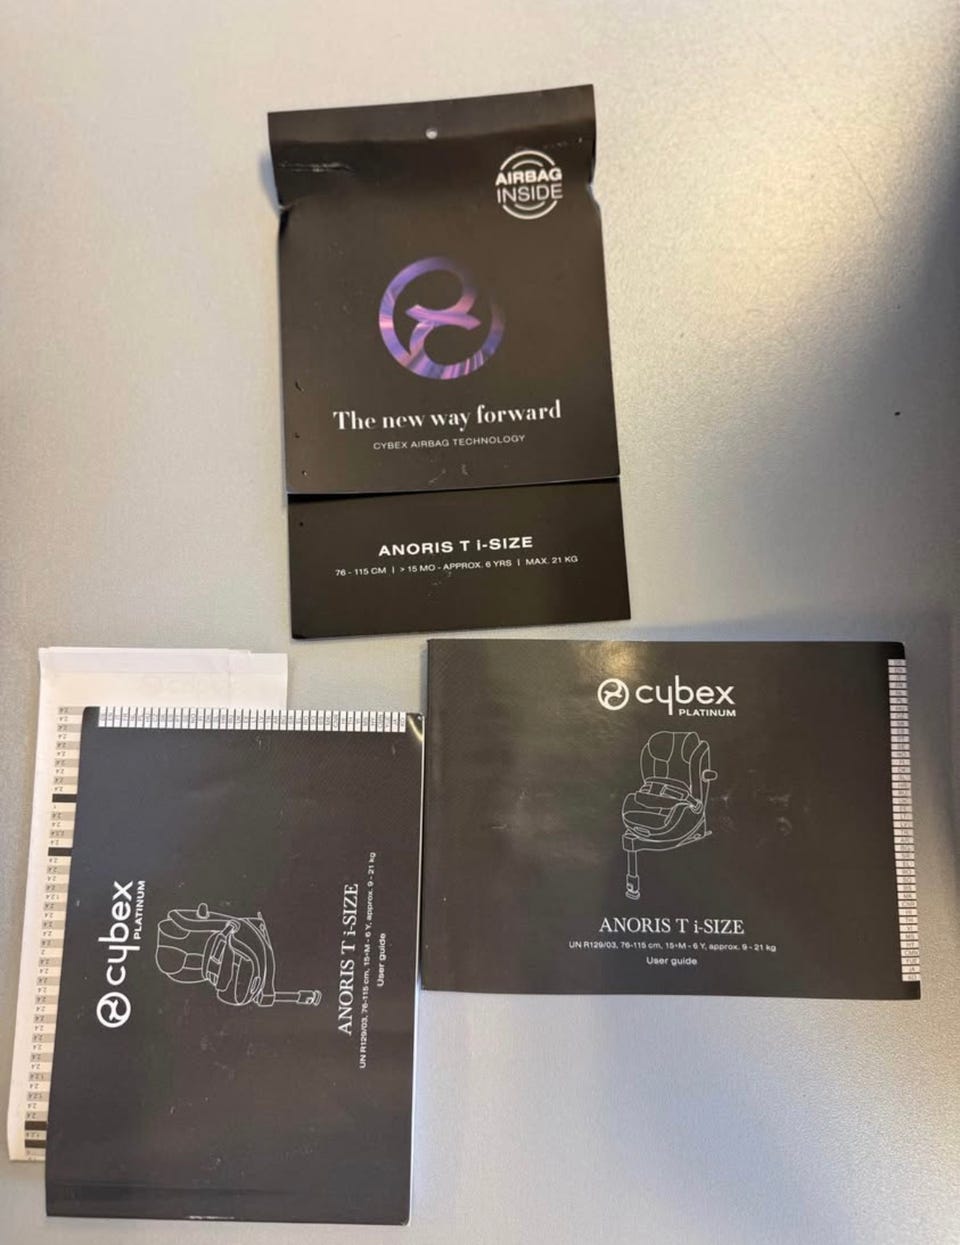 AIRBAG
INSIDE
The new way forward
CYBEX AIRBAG TECHNOLOGY
ANORIS T i-SIZE
76 - 115 CM | > 15 MO - APPROX. 6 YRS | MAX. 21 KG
cybex
PLATINUM
ANORIS T i-SIZE
UN R129/03, 76-115 cm, 15+M - 6 Y, approx. 9 - 21 kg
User guide
cybex
PLATINUM
ANORIS T i-SIZE
UN R129/03, 76-115 cm, 15+M - 6 Y, approx. 9 - 21 kg
User guide